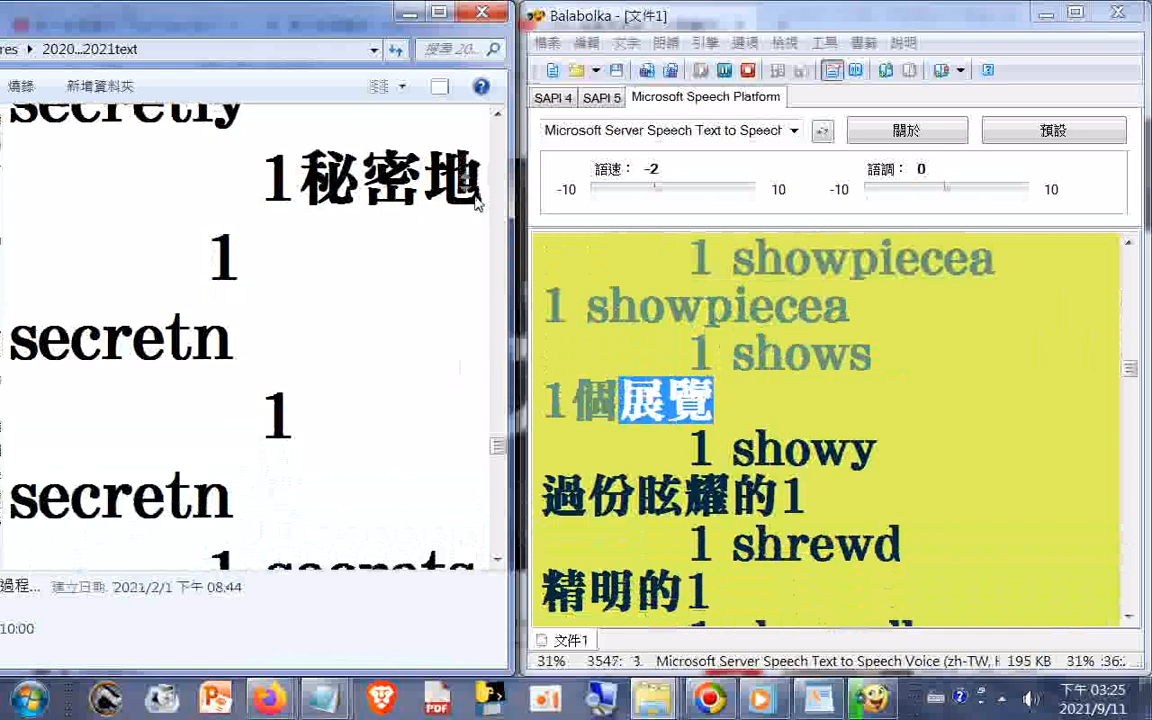 res ▸ 2020...2021text
搜尋 20...
燒錄 新增資料夾
secretly
1秘密地
1
secretn
1
secretn
1 secrets
過程... 建立日期: 2021/2/1 下午 08:44
10:00
Balabolka - [文件1]
檔案 編輯 文字 朗讀 引擎 選項 檢視 工具 書籤 說明
SAPI 4 SAPI 5 Microsoft Speech Platform
Microsoft Server Speech Text to Speech
關於 預設
語速: -2 語調: 0
-10 10 -10 10
1 showpiecea
1 showpiecea
1 shows
1個展覽
1 showy
過份眩耀的1
1 shrewd
精明的1
文件1
31% 3547: 1 Microsoft Server Speech Text to Speech Voice (zh-TW, H 195 KB 31%
下午 03:25
2021/9/11